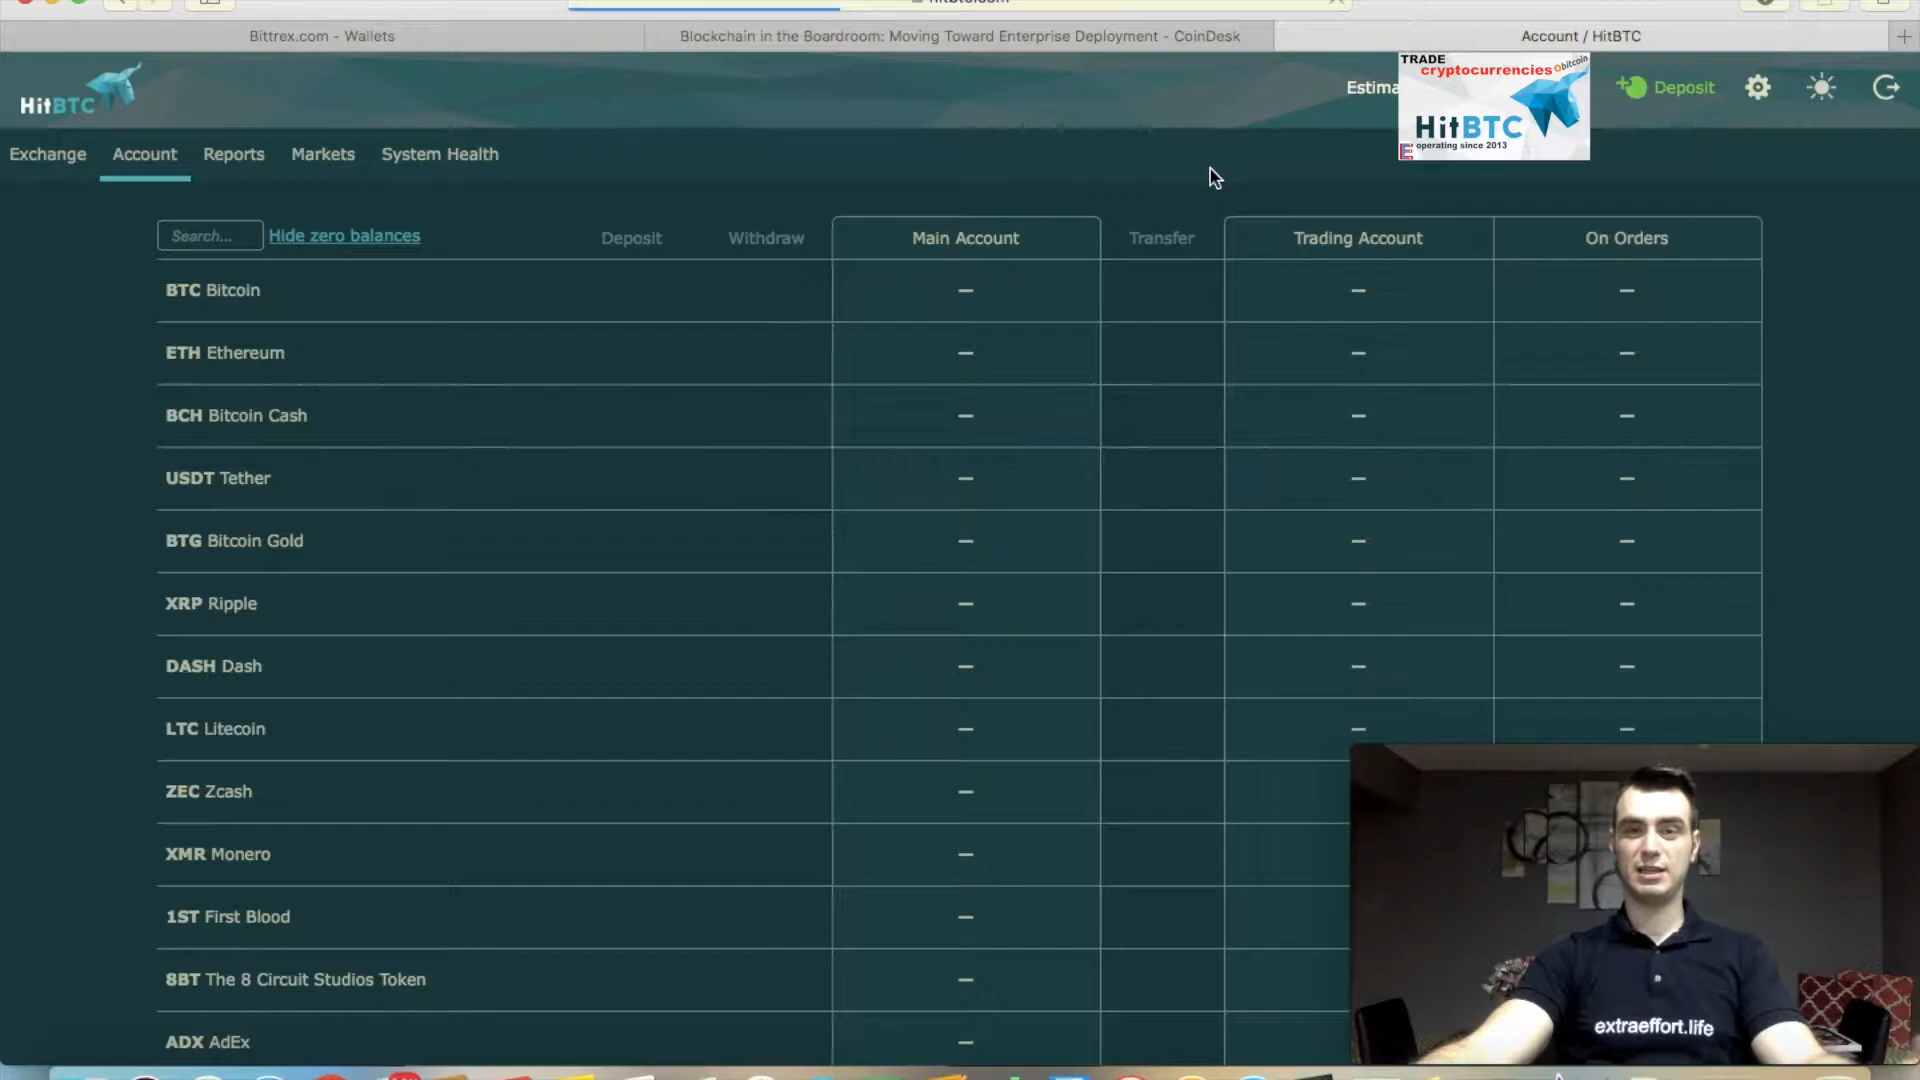 Bittrex.com - Wallets
Blockchain in the Boardroom: Moving Toward Enterprise Deployment - CoinDesk
Account / HitBTC
HitBTC
Estima
TRADE
cryptocurrencies
bitcoin
HitBTC
E operating since 2013
Deposit
Exchange Account Reports Markets System Health
Search... Hide zero balances Deposit Withdraw Main Account Transfer Trading Account On Orders
BTC Bitcoin — — —
ETH Ethereum — — —
BCH Bitcoin Cash — — —
USDT Tether — — —
BTG Bitcoin Gold — — —
XRP Ripple — — —
DASH Dash — — —
LTC Litecoin — — —
ZEC Zcash —
XMR Monero —
1ST First Blood —
8BT The 8 Circuit Studios Token —
ADX AdEx —
extraeffort.life